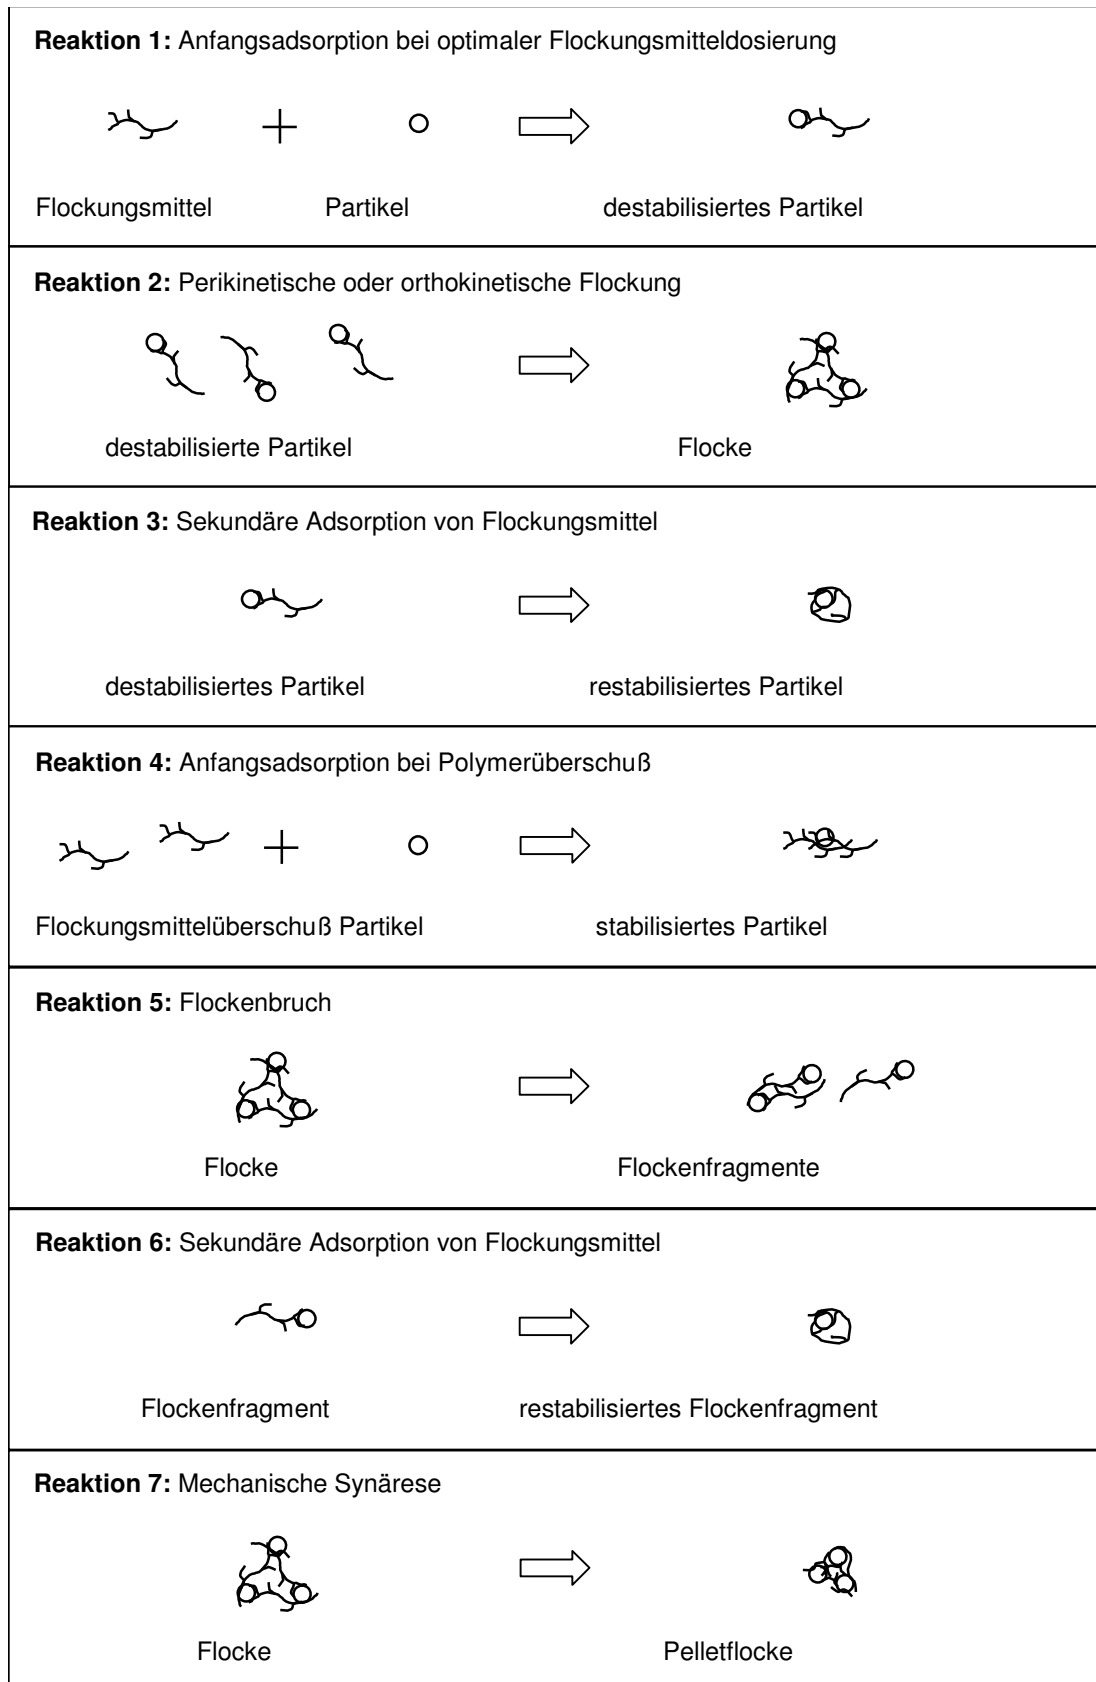 Reaktion 1: Anfangsadsorption bei optimaler Flockungsmitteldosierung
Flockungsmittel Partikel destabilisiertes Partikel
Reaktion 2: Perikinetische oder orthokinetische Flockung
destabilisierte Partikel Flocke
Reaktion 3: Sekundäre Adsorption von Flockungsmittel
destabilisiertes Partikel restabilisiertes Partikel
Reaktion 4: Anfangsadsorption bei Polymerüberschuß
Flockungsmittelüberschuß Partikel stabilisiertes Partikel
Reaktion 5: Flockenbruch
Flocke Flockenfragmente
Reaktion 6: Sekundäre Adsorption von Flockungsmittel
Flockenfragment restabilisiertes Flockenfragment
Reaktion 7: Mechanische Synärese
Flocke Pelletflocke